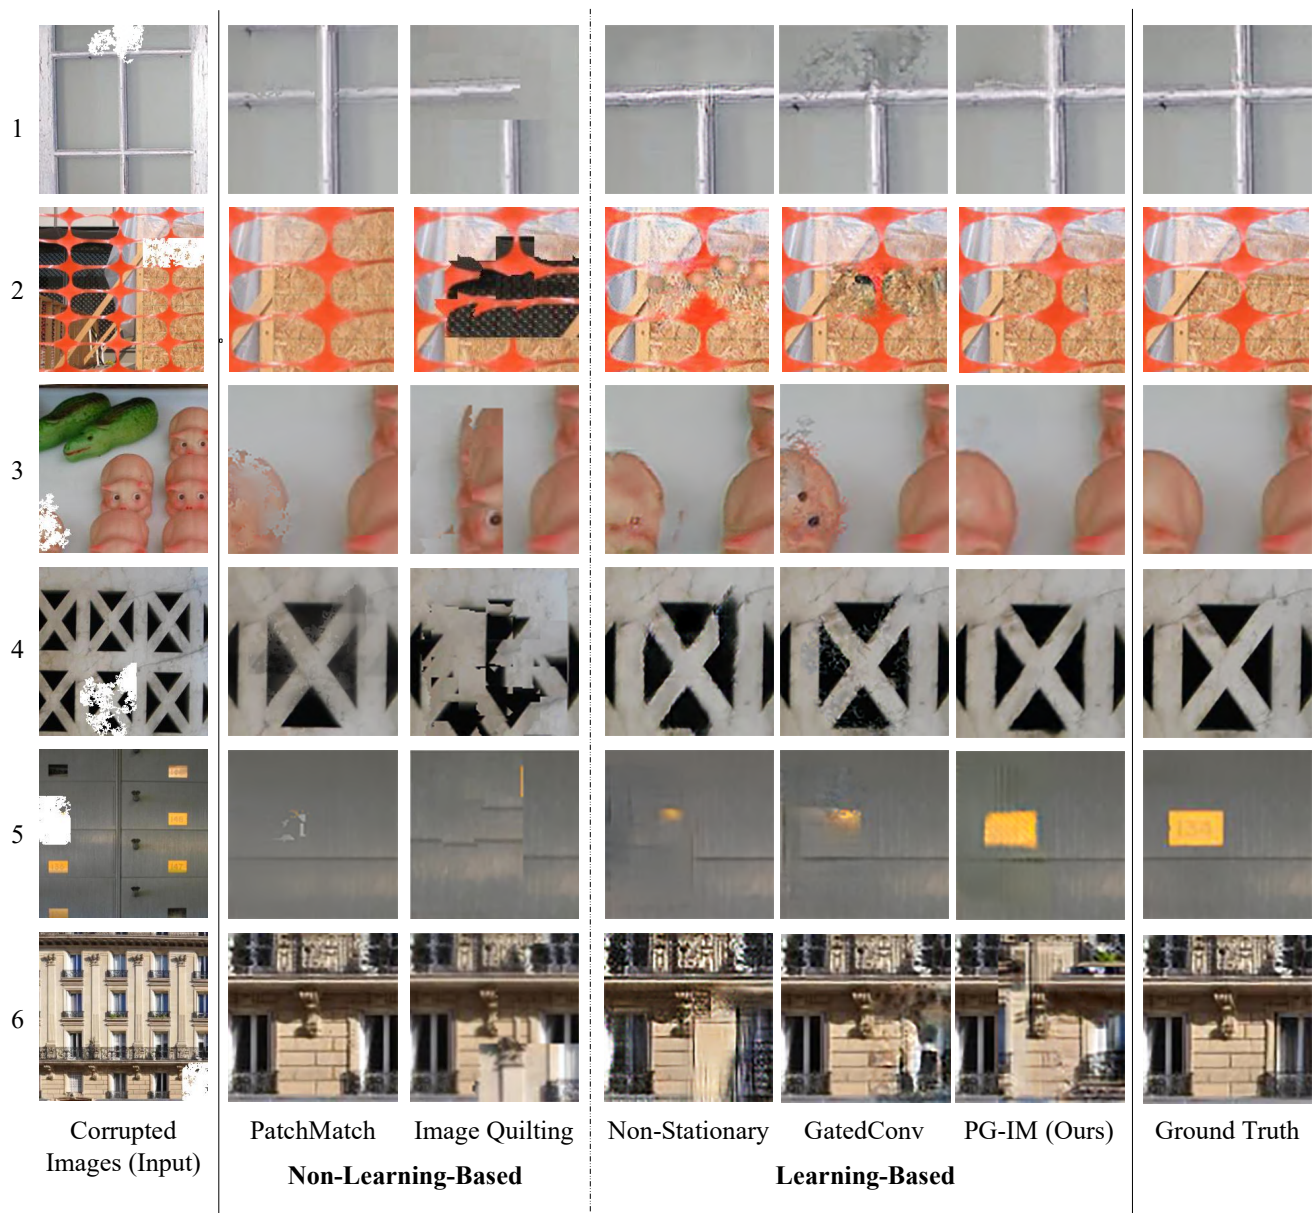 1
2
3
4
5
134
6
Corrupted Images (Input)
PatchMatch
Image Quilting
Non-Stationary
GatedConv
PG-IM (Ours)
Ground Truth
Non-Learning-Based
Learning-Based